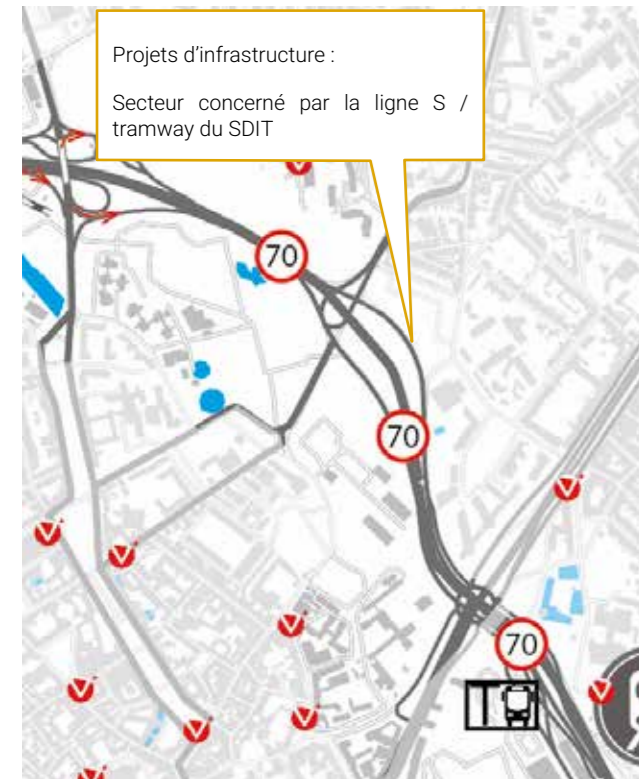 Projets d’infrastructure :
Secteur concerné par la ligne S /
tramway du SDIT
70
70
70